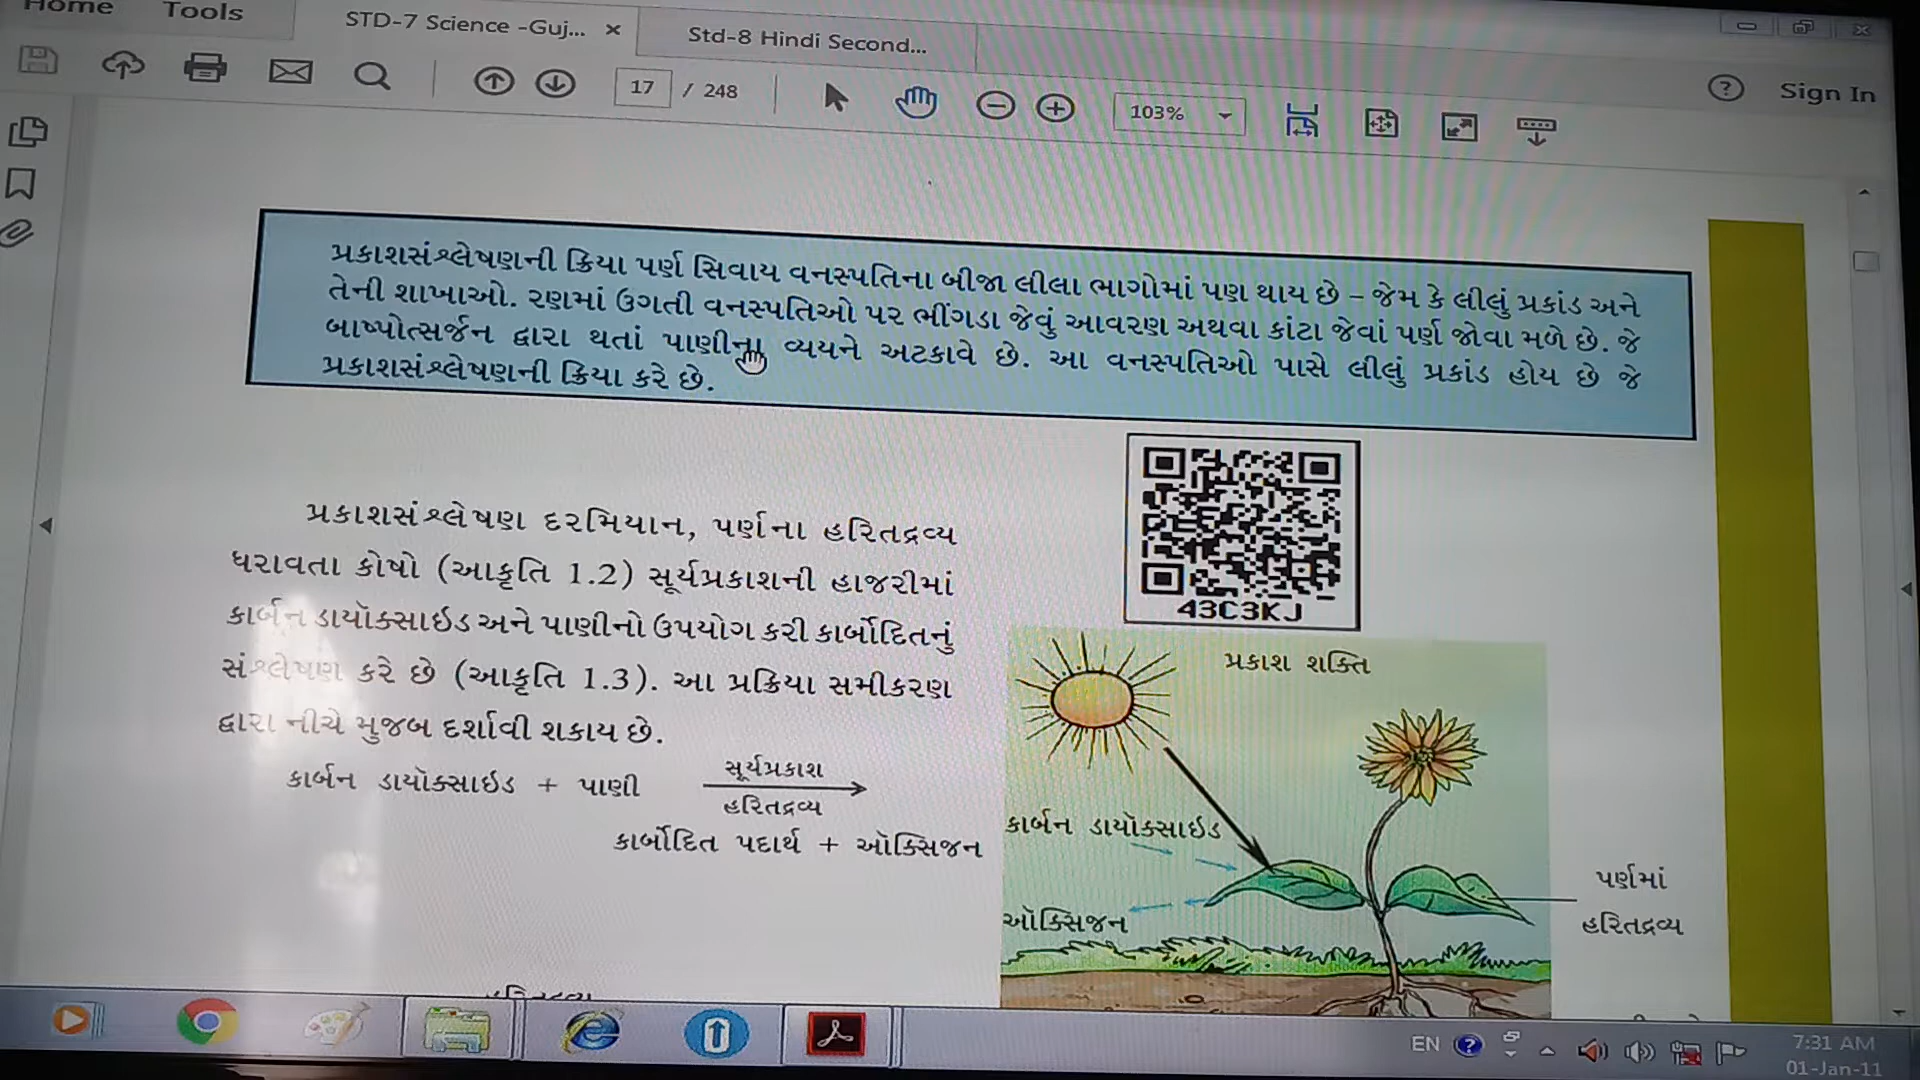 Home Tools STD-7 Science -Guj... × Std-8 Hindi Second...
17 / 248 103% Sign In
પ્રકાશસંશ્લેષણની ક્રિયા પર્ણ સિવાય વનસ્પતિના બીજા લીલા ભાગોમાં પણ થાય છે – જેમ કે લીલું પ્રકાંડ અને
તેની શાખાઓ. રણમાં ઉગતી વનસ્પતિઓ પર ભીંગડા જેવું આવરણ અથવા કાંટા જેવાં પર્ણ જોવા મળે છે. જે
બાષ્પોત્સર્જન દ્વારા થતાં પાણીના વ્યયને અટકાવે છે. આ વનસ્પતિઓ પાસે લીલું પ્રકાંડ હોય છે જે
પ્રકાશસંશ્લેષણની ક્રિયા કરે છે.
પ્રકાશસંશ્લેષણ દરમિયાન, પર્ણના હરિતદ્રવ્ય
ધરાવતા કોષો (આકૃતિ 1.2) સૂર્યપ્રકાશની હાજરીમાં
કાર્બન ડાયૉક્સાઇડ અને પાણીનો ઉપયોગ કરી કાર્બોદિતનું
સંશ્લેષણ કરે છે (આકૃતિ 1.3). આ પ્રક્રિયા સમીકરણ
દ્વારા નીચે મુજબ દર્શાવી શકાય છે.
કાર્બન ડાયૉક્સાઇડ + પાણી
સૂર્યપ્રકાશ
હરિતદ્રવ્ય
કાર્બોદિત પદાર્થ + ઑક્સિજન
43C3KJ
પ્રકાશ શક્તિ
કાર્બન ડાયૉક્સાઇડ
ઑક્સિજન
પર્ણમાં
હરિતદ્રવ્ય
EN 7:31 AM
01-Jan-11